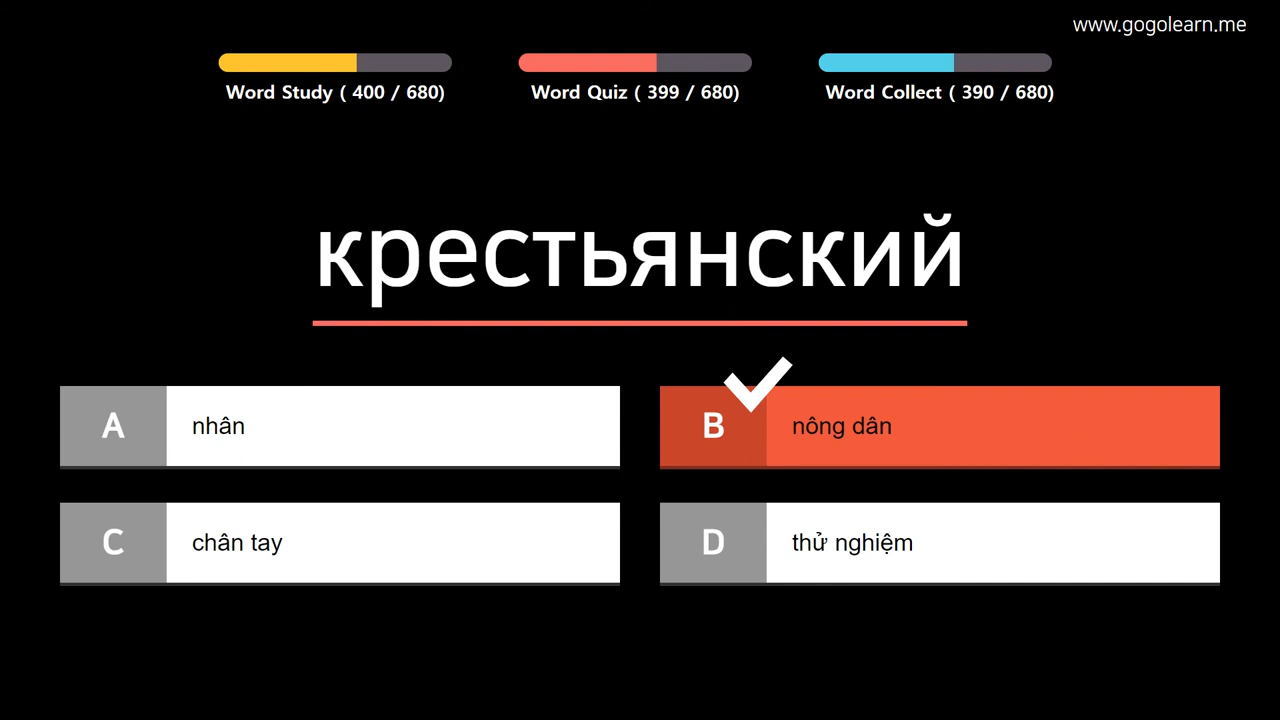 www.gogolearn.me
Word Study ( 400 / 680)
Word Quiz ( 399 / 680)
Word Collect ( 390 / 680)
крестьянский
A nhân
B nông dân
C chân tay
D thử nghiệm